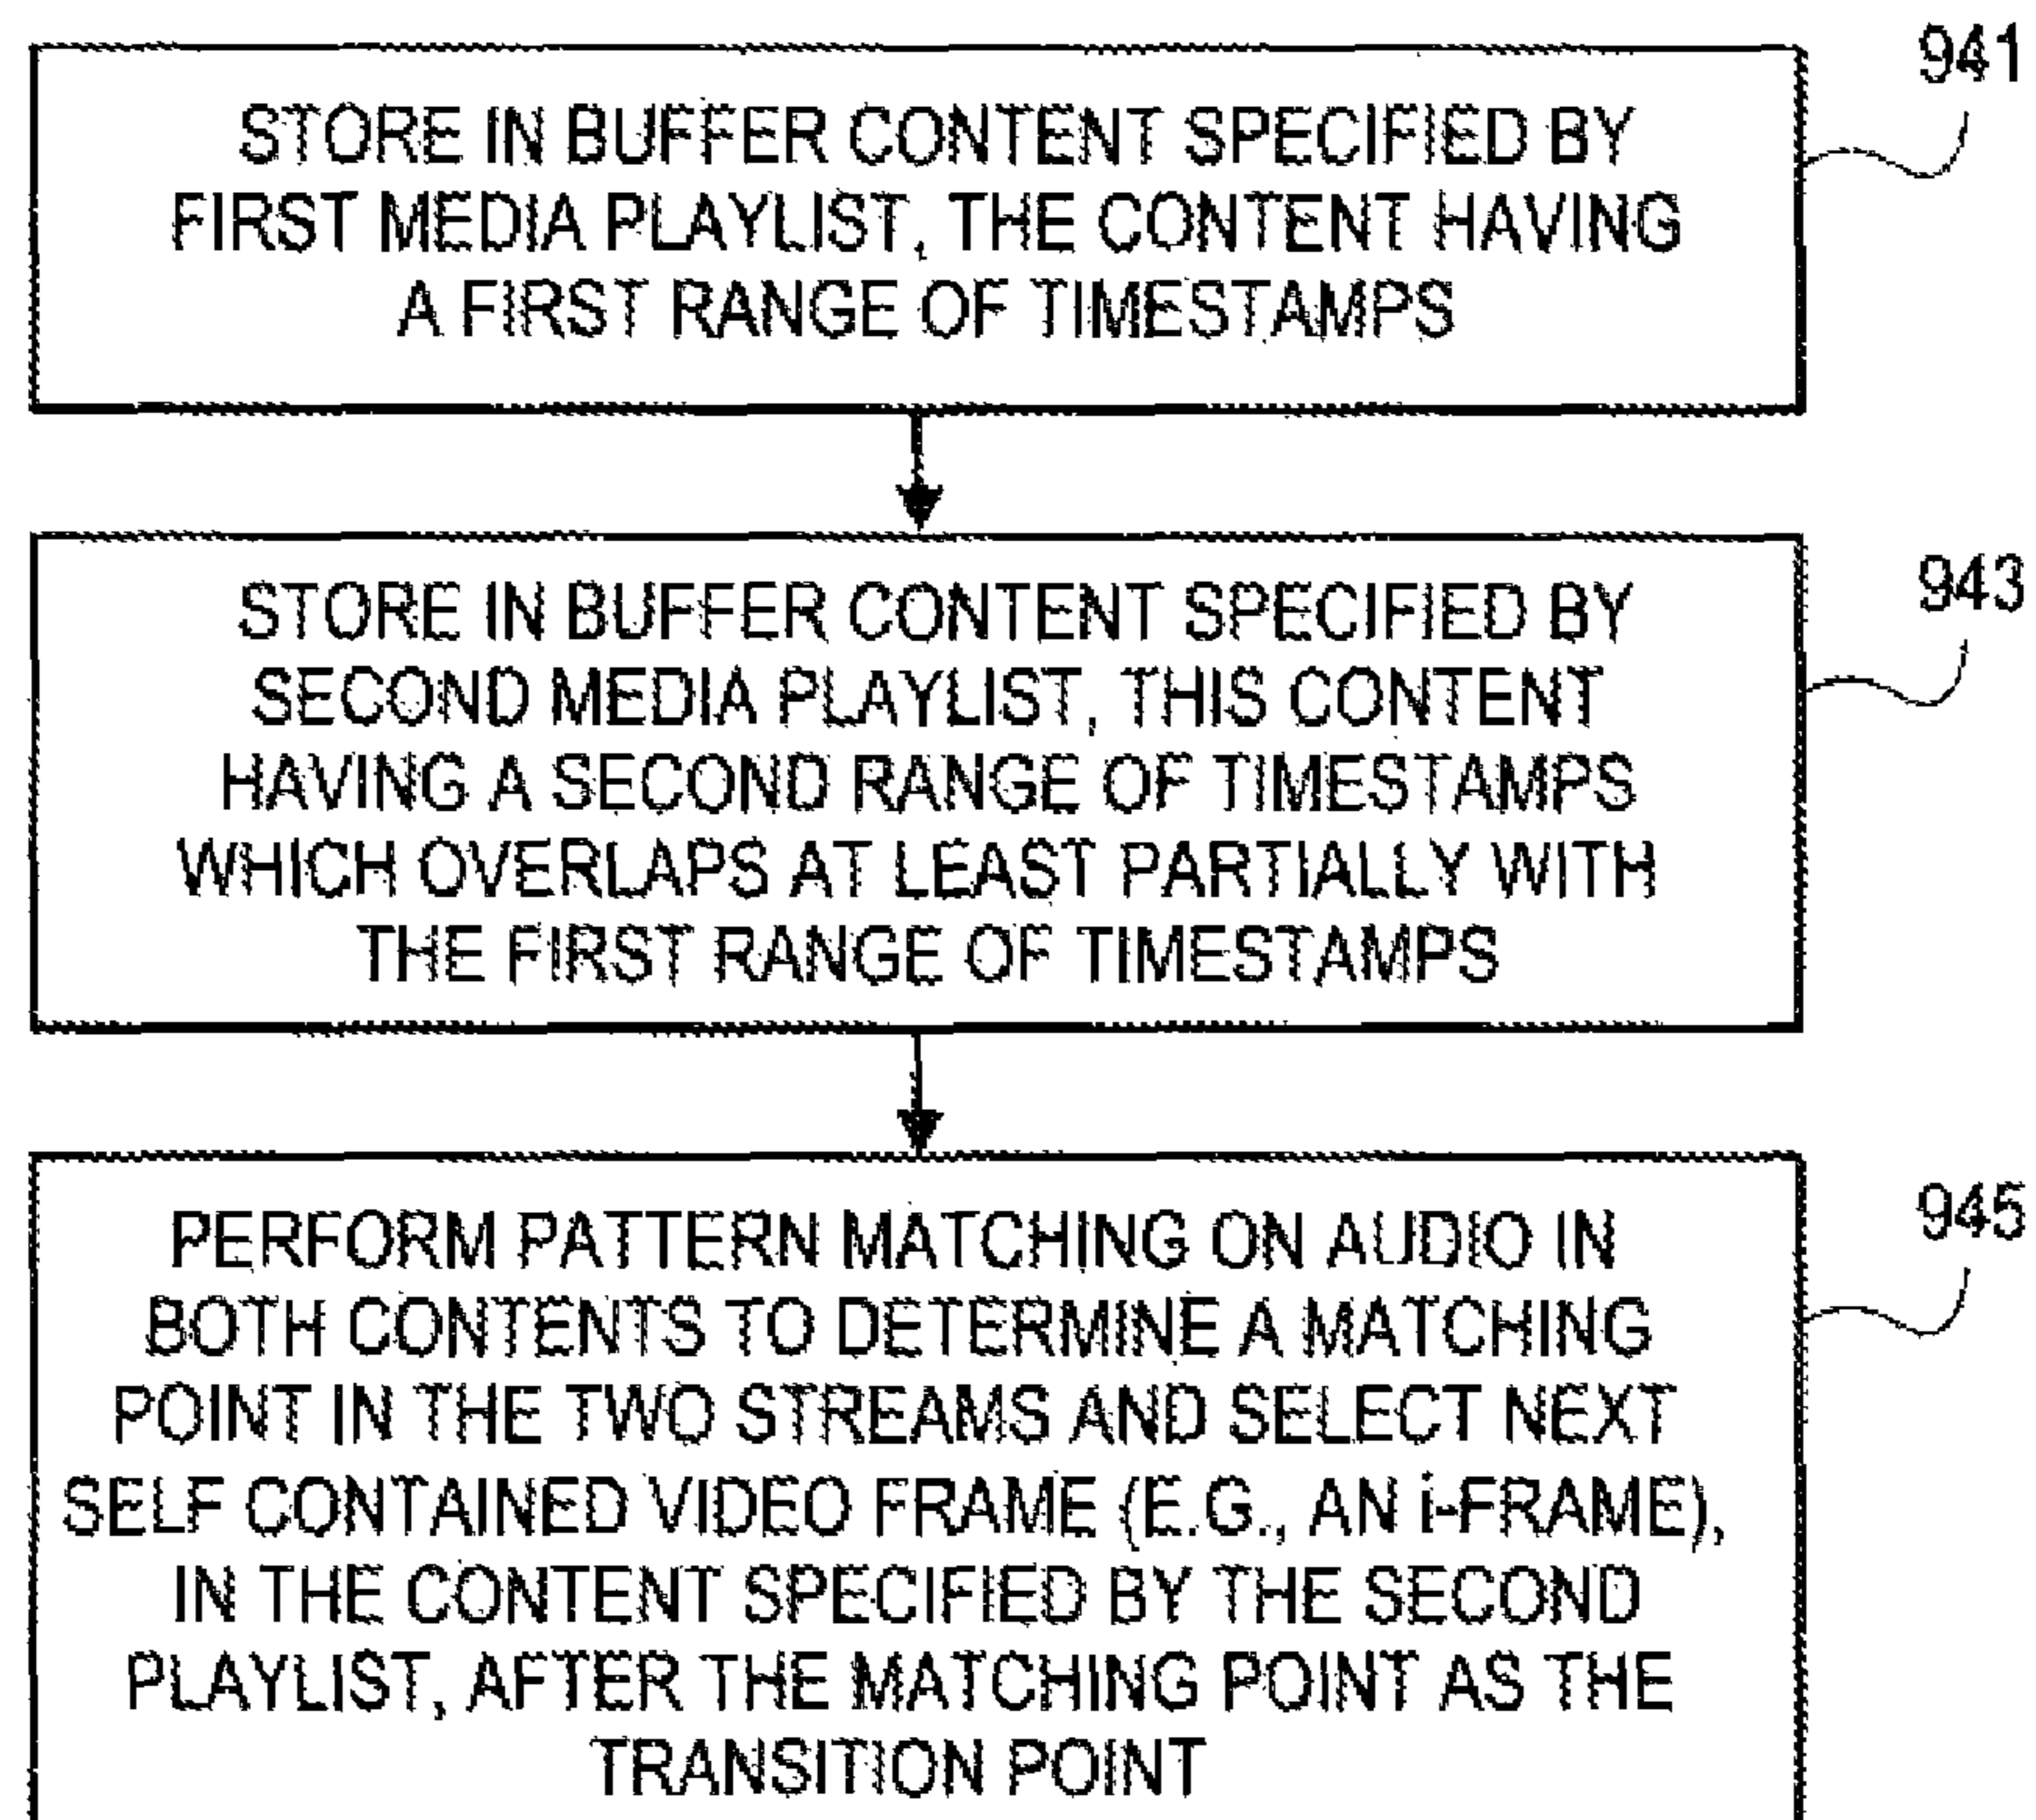 941
STORE IN BUFFER CONTENT SPECIFIED BY
FIRST MEDIA PLAYLIST, THE CONTENT HAVING
A FIRST RANGE OF TIMESTAMPS
943
STORE IN BUFFER CONTENT SPECIFIED BY
SECOND MEDIA PLAYLIST, THIS CONTENT
HAVING A SECOND RANGE OF TIMESTAMPS
WHICH OVERLAPS AT LEAST PARTIALLY WITH
THE FIRST RANGE OF TIMESTAMPS
945
PERFORM PATTERN MATCHING ON AUDIO IN
BOTH CONTENTS TO DETERMINE A MATCHING
POINT IN THE TWO STREAMS AND SELECT NEXT
SELF CONTAINED VIDEO FRAME (E.G., AN i-FRAME),
IN THE CONTENT SPECIFIED BY THE SECOND
PLAYLIST, AFTER THE MATCHING POINT AS THE
TRANSITION POINT